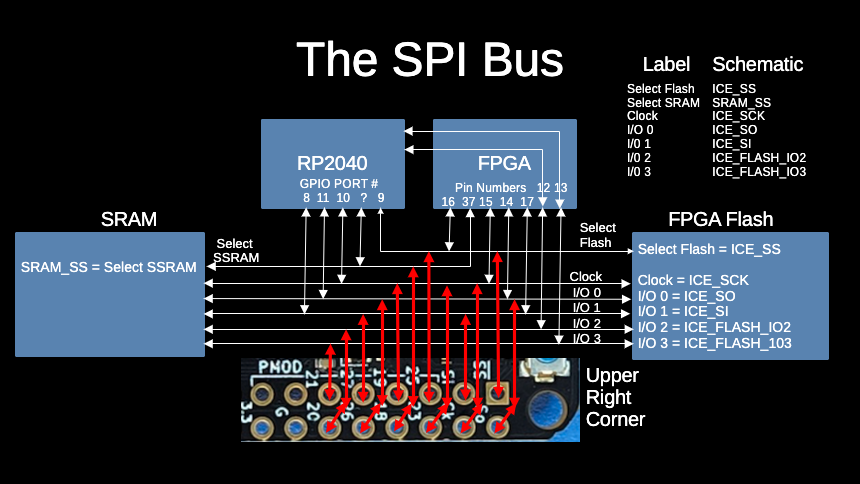 The SPI Bus
Label Schematic
Select Flash ICE_SS
Select SRAM SRAM_SS
Clock ICE_SCK
I/O 0 ICE_SO
I/0 1 ICE_SI
I/0 2 ICE_FLASH_IO2
I/0 3 ICE_FLASH_IO3
RP2040
GPIO PORT #
8 11 10 ? 9
FPGA
Pin Numbers 12 13
16 37 15 14 17
SRAM
SRAM_SS = Select SSRAM
Select
SSRAM
Select
Flash
Clock
I/O 0
I/O 1
I/O 2
I/O 3
FPGA Flash
Select Flash = ICE_SS
Clock = ICE_SCK
I/O 0 = ICE_SO
I/O 1 = ICE_SI
I/O 2 = ICE_FLASH_IO2
I/O 3 = ICE_FLASH_103
PMOD
21
3.3
G
20
Upper
Right
Corner